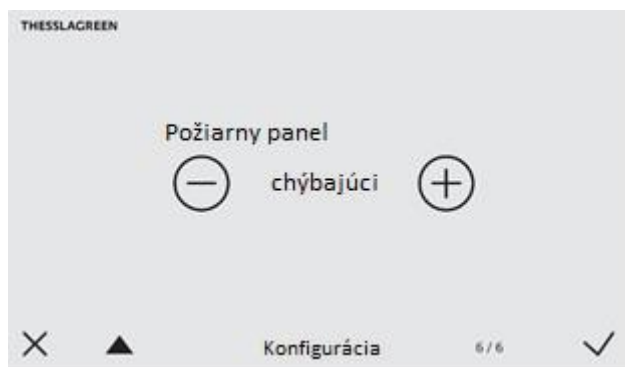 THESSLAGREEN
Požiarny panel
chýbajúci
Konfigurácia 6/6